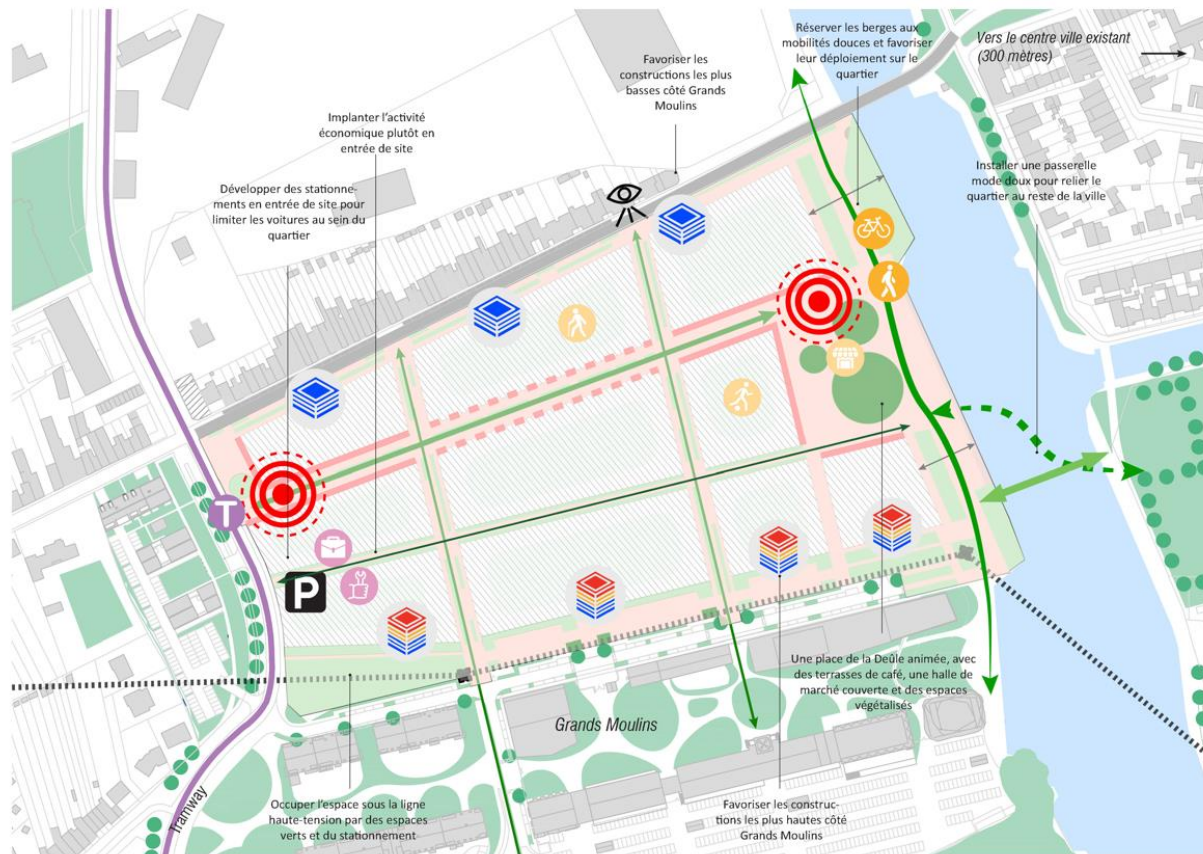 Réserver les berges aux
mobilités douces et favoriser
leur déploiement sur le
quartier
Vers le centre ville existant
(300 mètres)
Favoriser les
constructions les plus
basses côté Grands
Moulins
Implanter l'activité
économique plutôt en
entrée de site
Développer des stationne-
ments en entrée de site pour
limiter les voitures au sein du
quartier
Installer une passerelle
mode doux pour relier le
quartier au reste de la ville
T
P
Une place de la Deûle animée, avec
des terrasses de café, une halle de
marché couverte et des espaces
végétalisés
Grands Moulins
Tramway
Occuper l'espace sous la ligne
haute-tension par des espaces
verts et du stationnement
Favoriser les construc-
tions les plus hautes côté
Grands Moulins